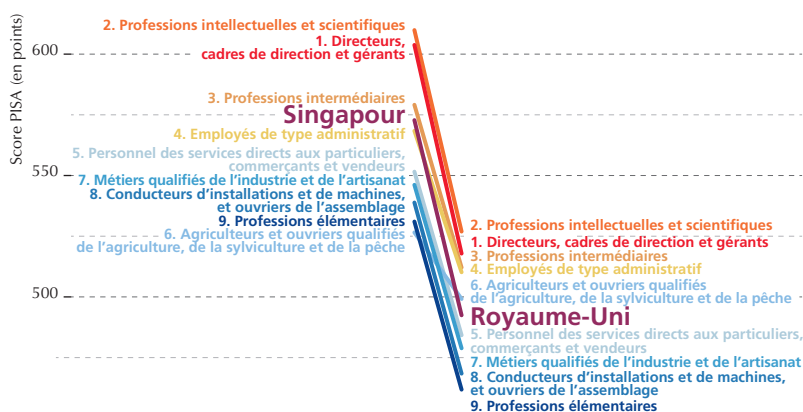 Score PISA (en points)
600
550
500
2. Professions intellectuelles et scientifiques
1. Directeurs,
cadres de direction et gérants
3. Professions intermédiaires
Singapour
4. Employés de type administratif
5. Personnel des services directs aux particuliers,
commerçants et vendeurs
7. Métiers qualifiés de l'industrie et de l'artisanat
8. Conducteurs d'installations et de machines,
et ouvriers de l'assemblage
9. Professions élémentaires
6. Agriculteurs et ouvriers qualifiés
de l'agriculture, de la sylviculture et de la pêche
2. Professions intellectuelles et scientifiques
1. Directeurs, cadres de direction et gérants
3. Professions intermédiaires
4. Employés de type administratif
6. Agriculteurs et ouvriers qualifiés
de l'agriculture, de la sylviculture et de la pêche
Royaume-Uni
5. Personnel des services directs aux particuliers,
commerçants et vendeurs
7. Métiers qualifiés de l'industrie et de l'artisanat
8. Conducteurs d'installations et de machines,
et ouvriers de l'assemblage
9. Professions élémentaires